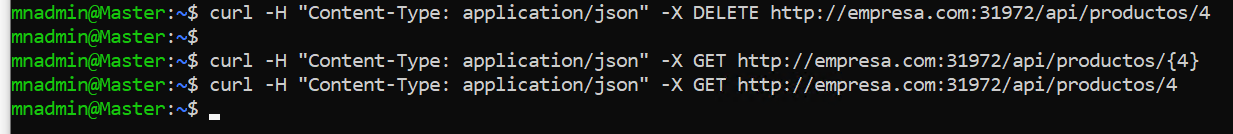 mnadmin@Master:~$ curl -H "Content-Type: application/json" -X DELETE http://empresa.com:31972/api/productos/4
mnadmin@Master:~$
mnadmin@Master:~$ curl -H "Content-Type: application/json" -X GET http://empresa.com:31972/api/productos/{4}
mnadmin@Master:~$ curl -H "Content-Type: application/json" -X GET http://empresa.com:31972/api/productos/4
mnadmin@Master:~$